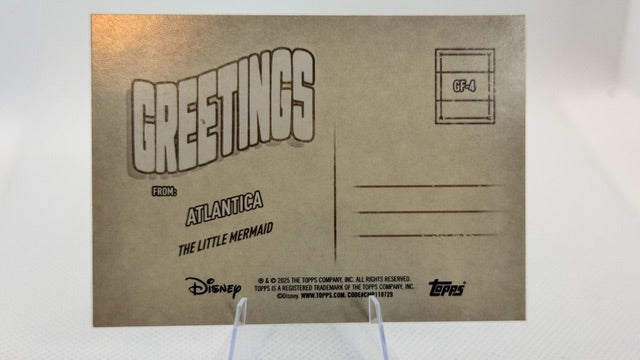 GREETINGS
GF-4
FROM:
ATLANTICA
THE LITTLE MERMAID
Disney
® & © 2025 THE TOPPS COMPANY, INC. ALL RIGHTS RESERVED.
TOPPS IS A REGISTERED TRADEMARK OF THE TOPPS COMPANY, INC.
©Disney. WWW.TOPPS.COM.
topps